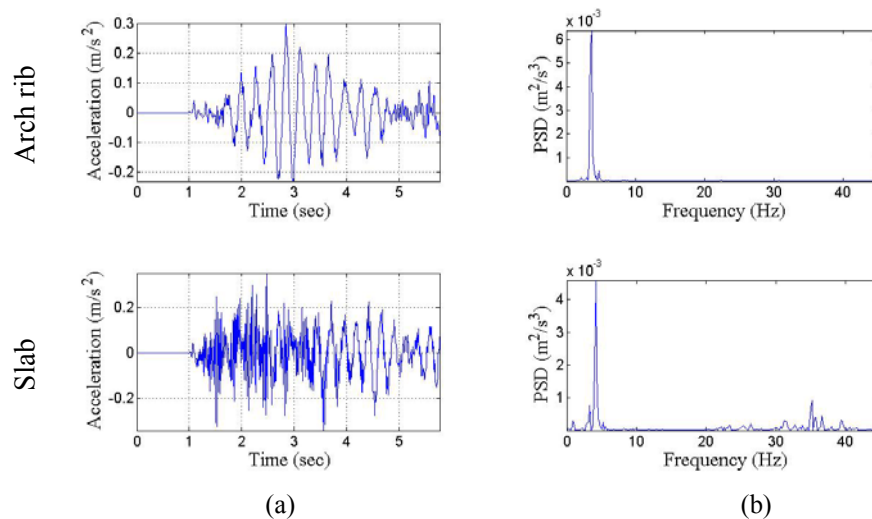 Arch rib
Acceleration (m/s²)
0.3
0.2
0.1
0
-0.1
-0.2
0 1 2 3 4 5
Time (sec)
x 10⁻³
PSD (m²/s³)
6
5
4
3
2
1
0 10 20 30 40
Frequency (Hz)
Slab
Acceleration (m/s²)
0.2
0
-0.2
0 1 2 3 4 5
Time (sec)
x 10⁻³
PSD (m²/s³)
4
3
2
1
0 10 20 30 40
Frequency (Hz)
(a)
(b)